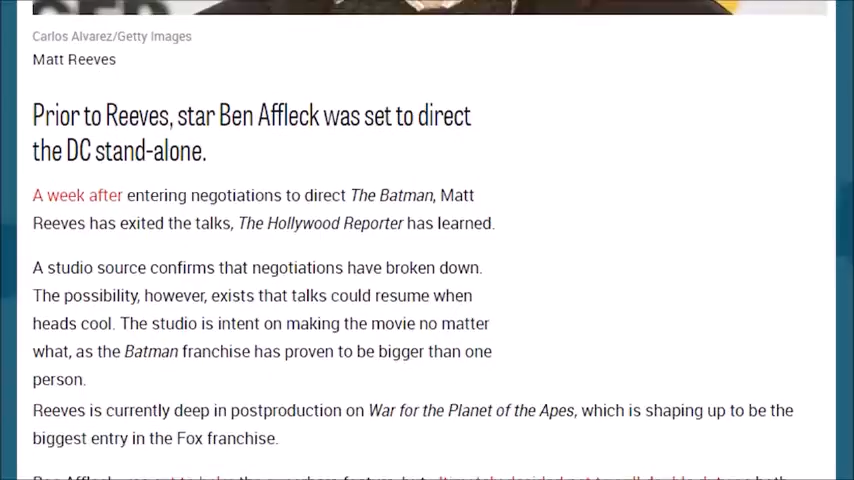 Carlos Alvarez/Getty Images
Matt Reeves
Prior to Reeves, star Ben Affleck was set to direct
the DC stand-alone.
A week after entering negotiations to direct The Batman, Matt
Reeves has exited the talks, The Hollywood Reporter has learned.
A studio source confirms that negotiations have broken down.
The possibility, however, exists that talks could resume when
heads cool. The studio is intent on making the movie no matter
what, as the Batman franchise has proven to be bigger than one
person.
Reeves is currently deep in postproduction on War for the Planet of the Apes, which is shaping up to be the
biggest entry in the Fox franchise.